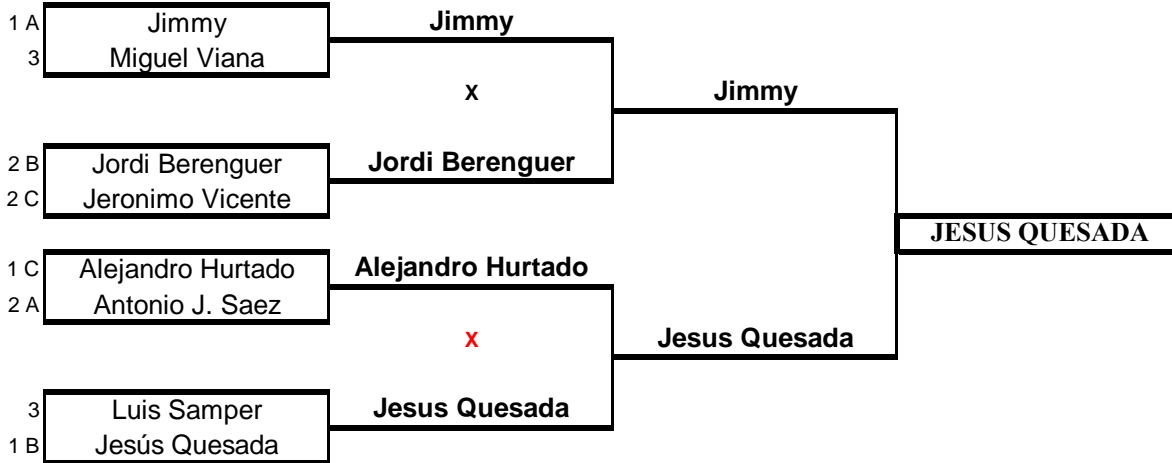 1 A Jimmy Jimmy
3 Miguel Viana
X Jimmy
2 B Jordi Berenguer Jordi Berenguer
2 C Jeronimo Vicente
JESUS QUESADA
1 C Alejandro Hurtado Alejandro Hurtado
2 A Antonio J. Saez
X Jesus Quesada
3 Luis Samper Jesus Quesada
1 B Jesús Quesada